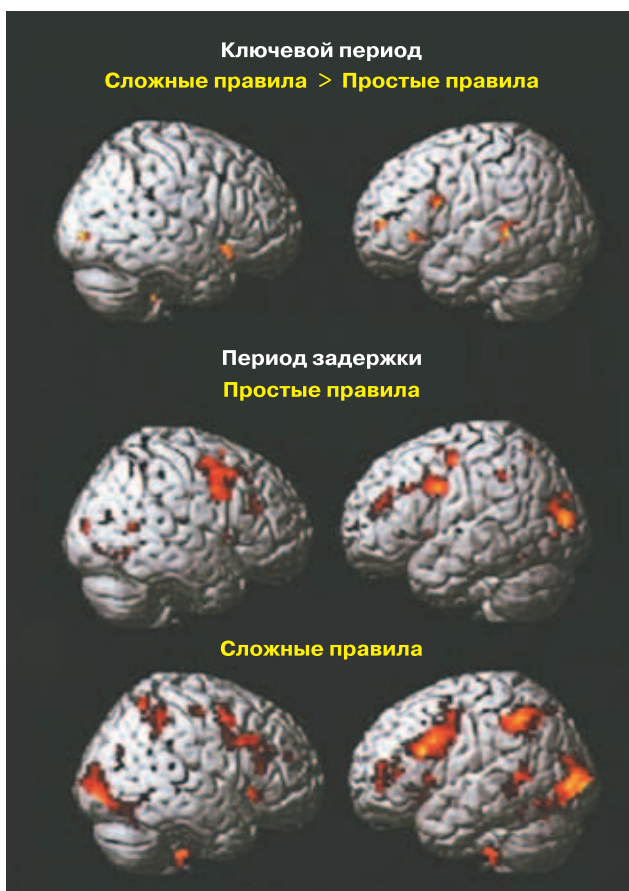 Ключевой период
Сложные правила > Простые правила
Период задержки
Простые правила
Сложные правила